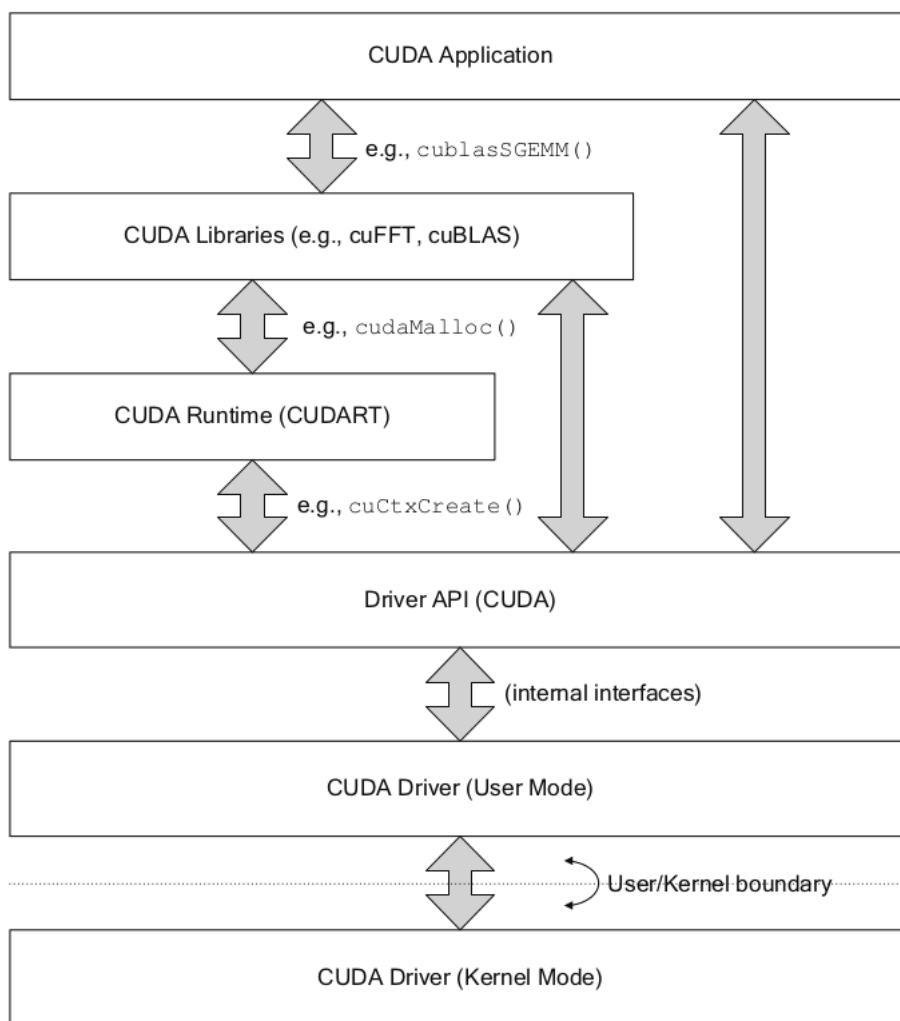 CUDA Application
e.g., cublasSGEMM()
CUDA Libraries (e.g., cuFFT, cuBLAS)
e.g., cudaMalloc()
CUDA Runtime (CUDART)
e.g., cuCtxCreate()
Driver API (CUDA)
(internal interfaces)
CUDA Driver (User Mode)
User/Kernel boundary
CUDA Driver (Kernel Mode)